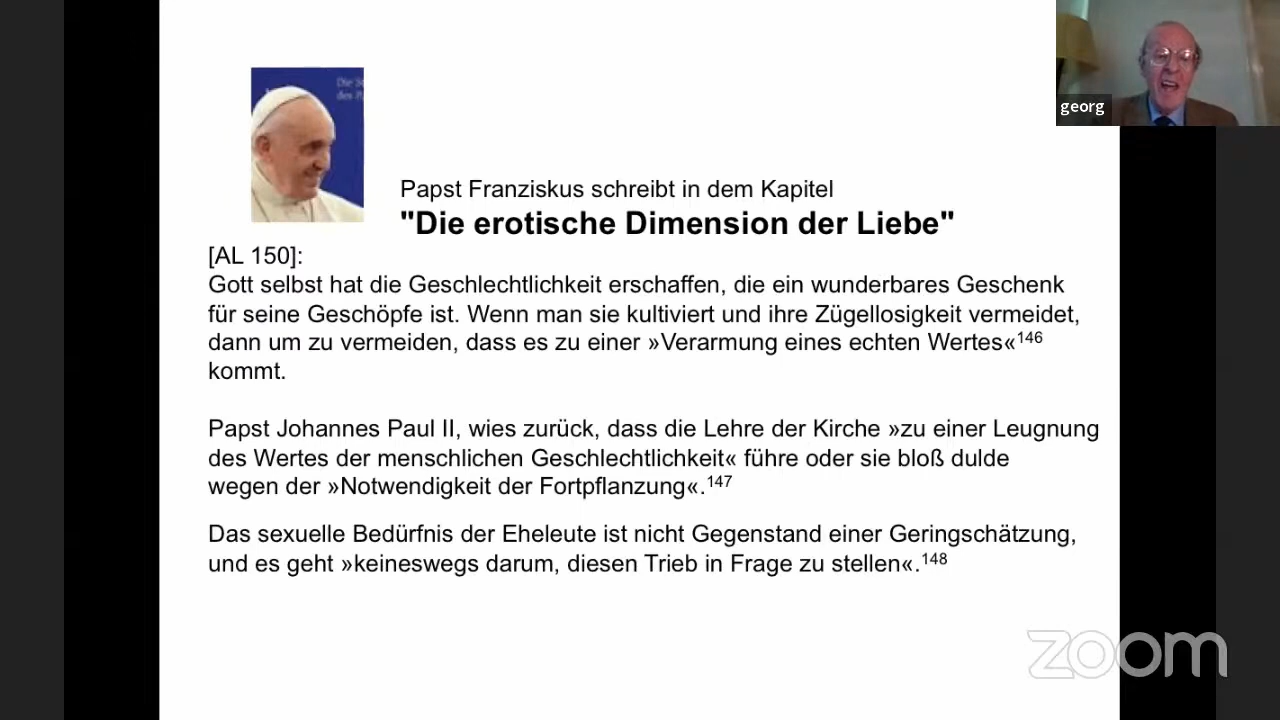 georg
Die
des P
Papst Franziskus schreibt in dem Kapitel
"Die erotische Dimension der Liebe"
[AL 150]:
Gott selbst hat die Geschlechtlichkeit erschaffen, die ein wunderbares Geschenk
für seine Geschöpfe ist. Wenn man sie kultiviert und ihre Zügellosigkeit vermeidet,
dann um zu vermeiden, dass es zu einer »Verarmung eines echten Wertes«¹⁴⁶
kommt.
Papst Johannes Paul II, wies zurück, dass die Lehre der Kirche »zu einer Leugnung
des Wertes der menschlichen Geschlechtlichkeit« führe oder sie bloß dulde
wegen der »Notwendigkeit der Fortpflanzung«.¹⁴⁷
Das sexuelle Bedürfnis der Eheleute ist nicht Gegenstand einer Geringschätzung,
und es geht »keineswegs darum, diesen Trieb in Frage zu stellen«.¹⁴⁸
zoom